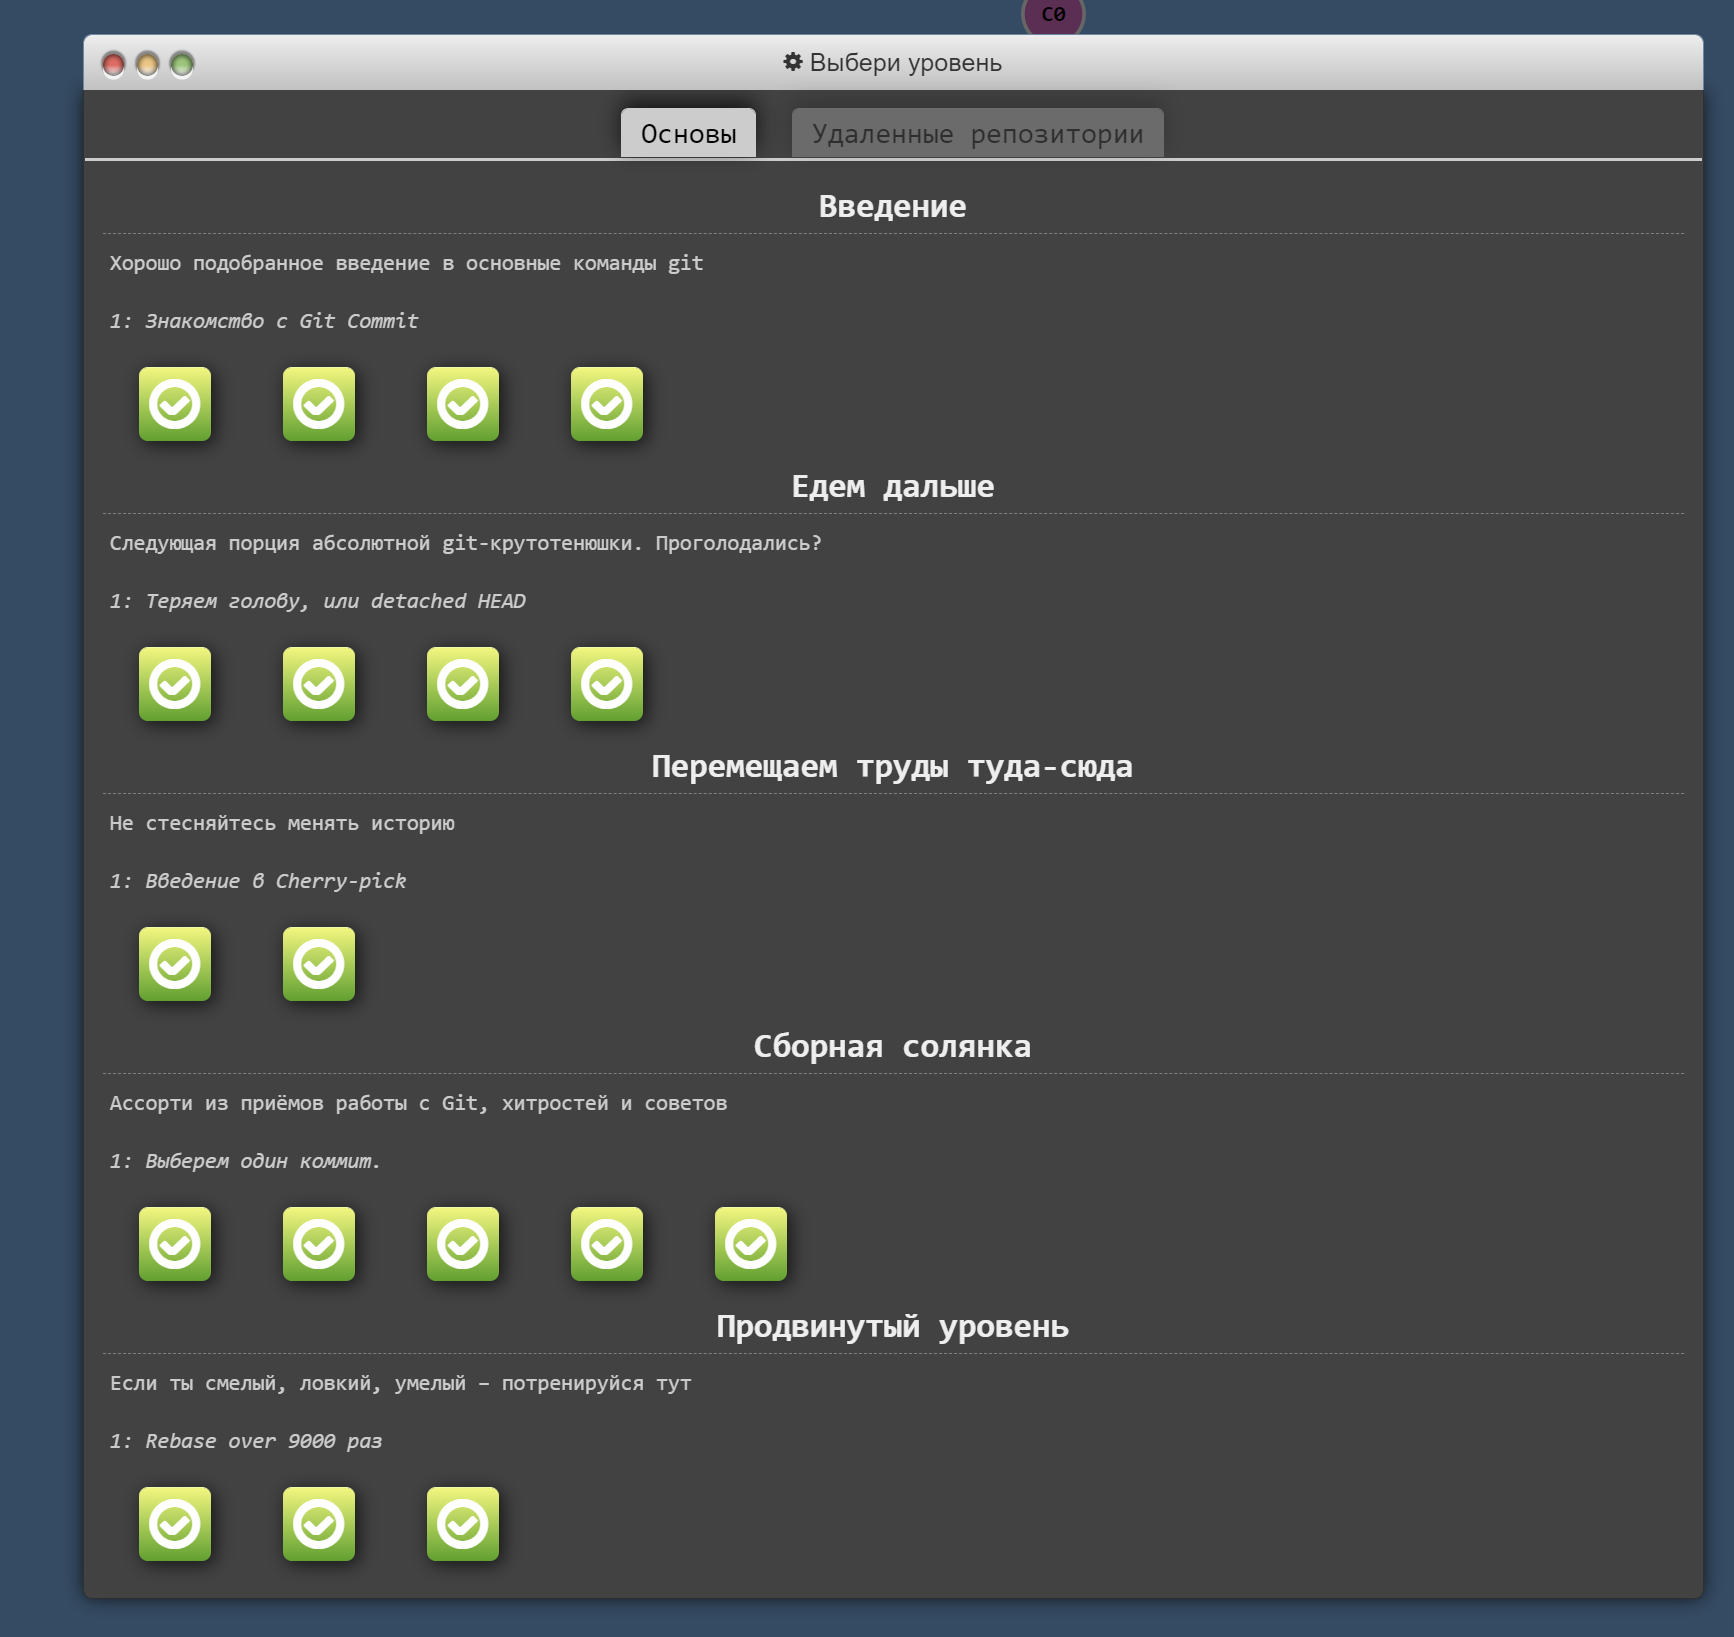 C0
Выбери уровень
Основы
Удаленные репозитории
Введение
Хорошо подобранное введение в основные команды git
1: Знакомство с Git Commit
Едем дальше
Следующая порция абсолютной git-крутотенюшки. Проголодались?
1: Теряем голову, или detached HEAD
Перемещаем труды туда-сюда
Не стесняйтесь менять историю
1: Введение в Cherry-pick
Сборная солянка
Ассорти из приёмов работы с Git, хитростей и советов
1: Выберем один коммит.
Продвинутый уровень
Если ты смелый, ловкий, умелый – потренируйся тут
1: Rebase over 9000 раз